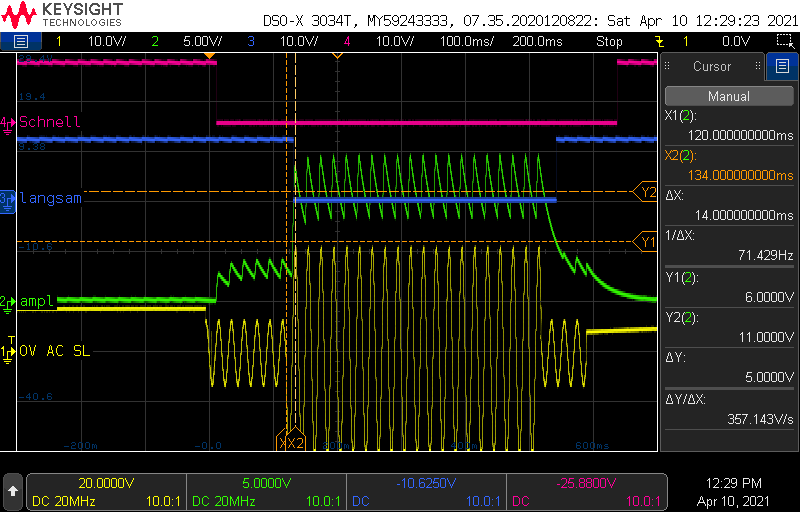 KEYSIGHT
TECHNOLOGIES
DSO-X 3034T, MY59243333, 07.35.2020120822: Sat Apr 10 12:29:23 2021
1 10.0V/ 2 5.00V/ 3 10.0V/ 4 10.0V/ 100.0ms/ 200.0ms Stop 1 0.0V
Cursor
Manual
X1(2):
120.000000000ms
X2(2):
134.000000000ms
ΔX:
14.000000000ms
1/ΔX:
71.429Hz
Y1(2):
6.0000V
Y2(2):
11.0000V
ΔY:
5.0000V
ΔY/ΔX:
357.143V/s
19.4
4 Schnell
9.38
3 langsam
Y2
Y1
-10.6
2 ampl
T
1 0V AC SL
-40.6
-200m
-0.0
400m
600ms
X X2
20.0000V
DC 20MHz 10.0:1
5.0000V
DC 20MHz 10.0:1
-10.6250V
DC 10.0:1
-25.8800V
DC 10.0:1
12:29 PM
Apr 10, 2021